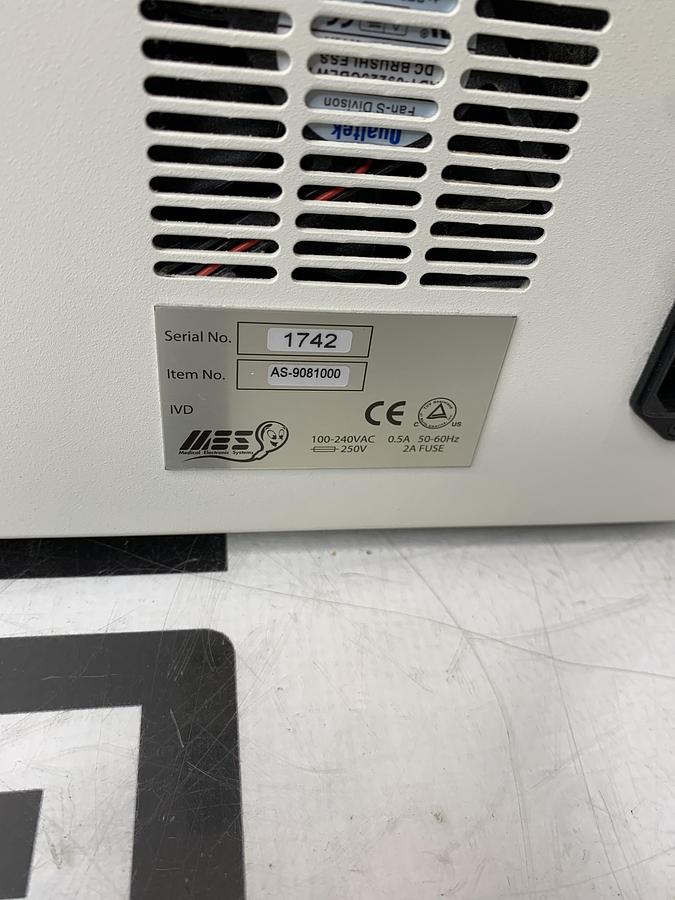 DC BRUSHLESS
Fan-S Divison
Qualtek
Serial No. 1742
Item No. AS-9081000
IVD
MES
Medical Electronic Systems
CE
C US
100-240VAC 0.5A 50-60Hz
250V 2A FUSE